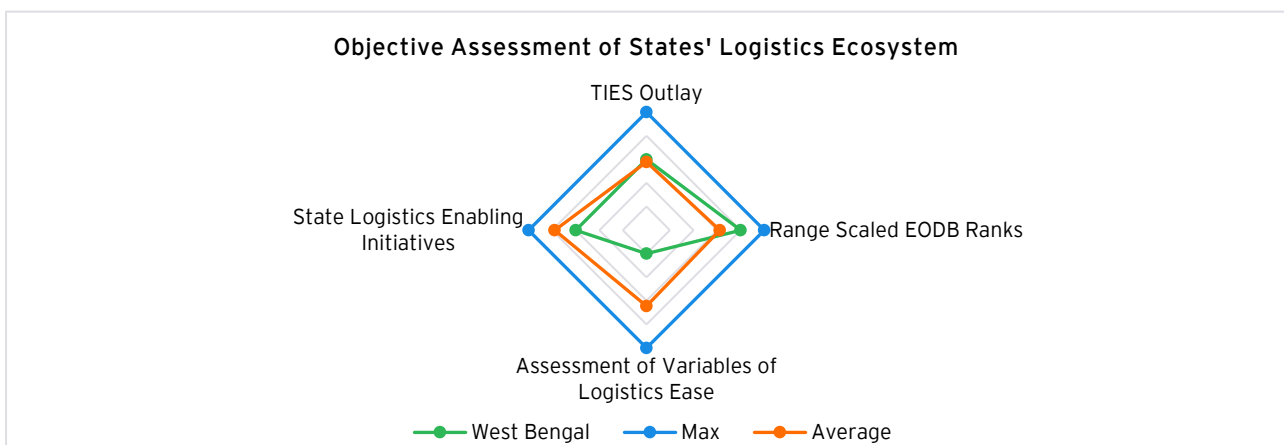 Objective Assessment of States' Logistics Ecosystem
TIES Outlay
State Logistics Enabling
Initiatives
Range Scaled EODB Ranks
Assessment of Variables of
Logistics Ease
West Bengal
Max
Average